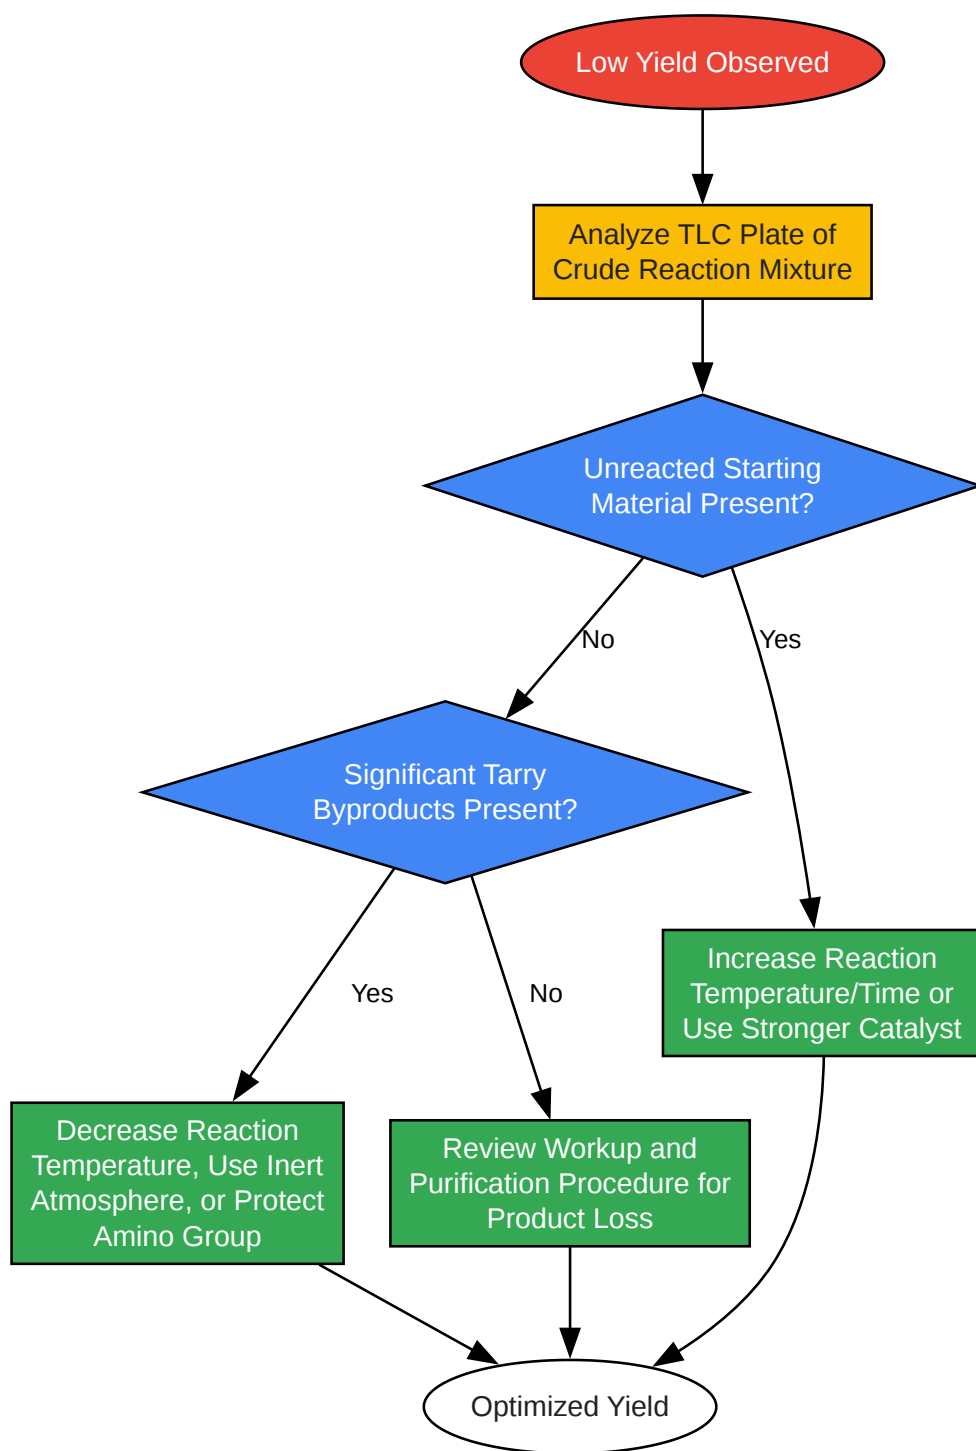 Low Yield Observed
Analyze TLC Plate of
Crude Reaction Mixture
Unreacted Starting
Material Present?
No
Yes
Significant Tarry
Byproducts Present?
Yes
No
Increase Reaction
Temperature/Time or
Use Stronger Catalyst
Decrease Reaction
Temperature, Use Inert
Atmosphere, or Protect
Amino Group
Review Workup and
Purification Procedure for
Product Loss
Optimized Yield